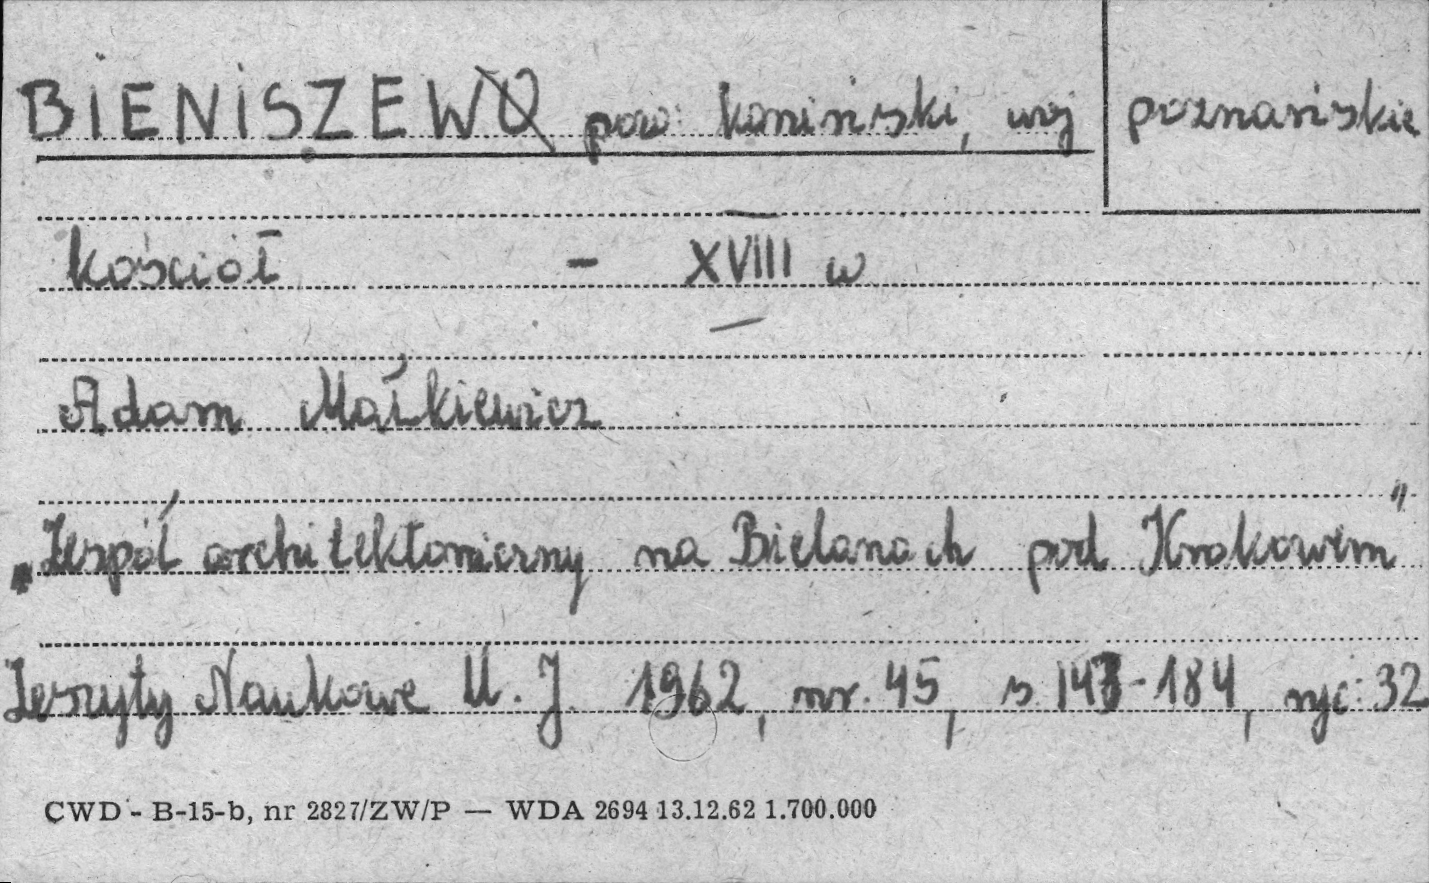 BIENISZEW pow. koniński, woj poznańskie
kościół - XVIII w
Adam Małkiewicz
„Zespół architektoniczny na Bielanach pod Krakowem"
Zeszyty Naukowe U. J. 1962, nr. 45, s. 143-184, ryc: 32
CWD - B-15-b, nr 2827/ZW/P — WDA 2694 13.12.62 1.700.000